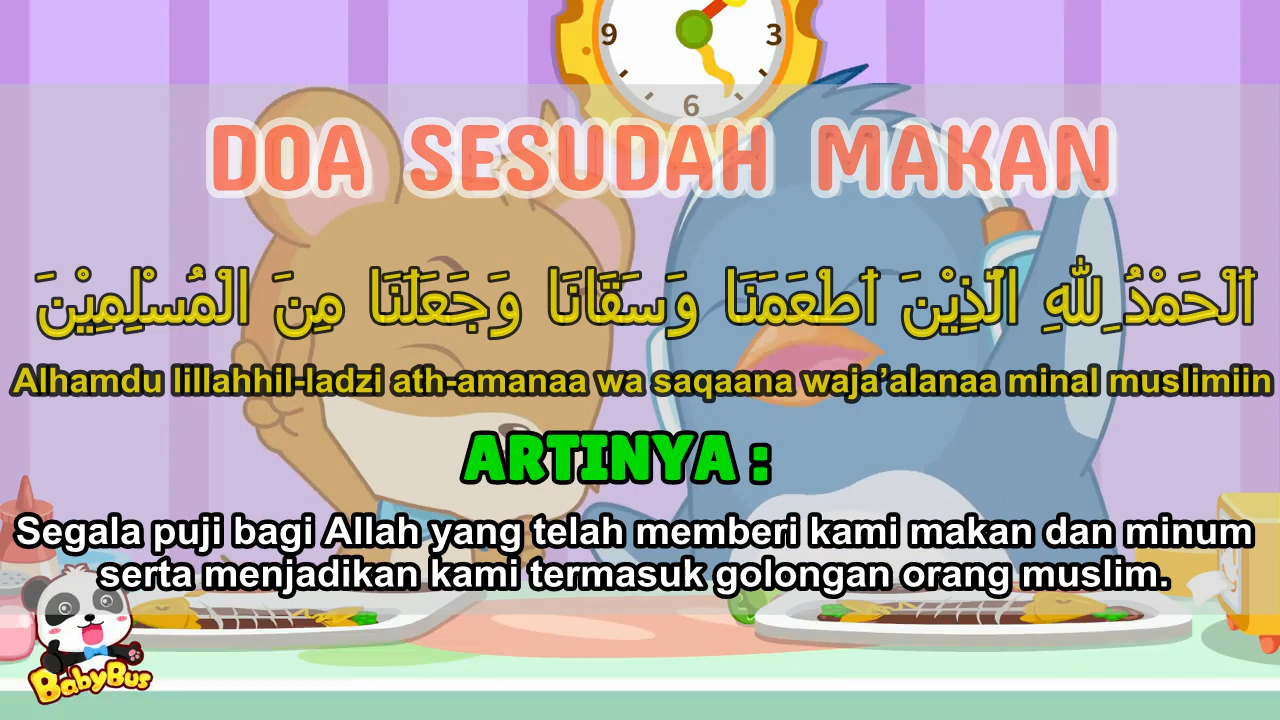 9
3
6
DOA SESUDAH MAKAN
اَلْحَمْدُ ِللهِ الَّذِيْنَ اَطْعَمَنَا وَسَقَانَا وَجَعَلَنَا مِنَ الْمُسْلِمِيْنَ
Alhamdu lillahhil-ladzi ath-amanaa wa saqaana waja’alanaa minal muslimiin
ARTINYA :
Segala puji bagi Allah yang telah memberi kami makan dan minum
serta menjadikan kami termasuk golongan orang muslim.
BabyBus